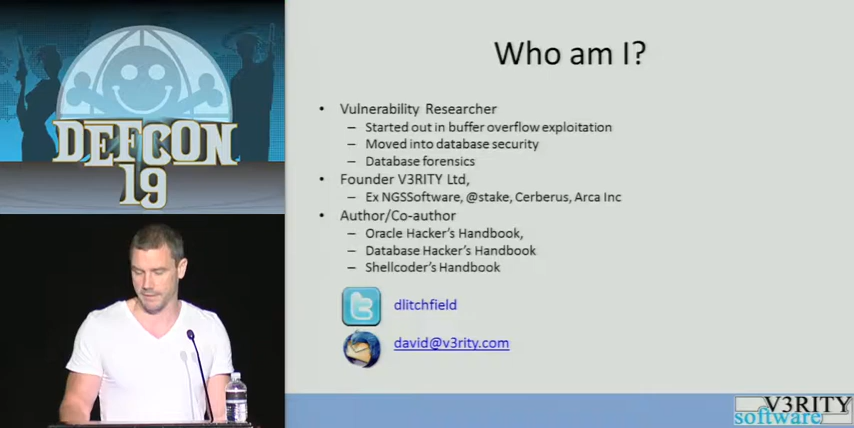 DEFCON
19
Who am I?
• Vulnerability Researcher
– Started out in buffer overflow exploitation
– Moved into database security
– Database forensics
• Founder V3RITY Ltd,
– Ex NGSSoftware, @stake, Cerberus, Arca Inc
• Author/Co-author
– Oracle Hacker's Handbook,
– Database Hacker's Handbook
– Shellcoder's Handbook
dlitchfield
david@v3rity.com
V3RITY
software